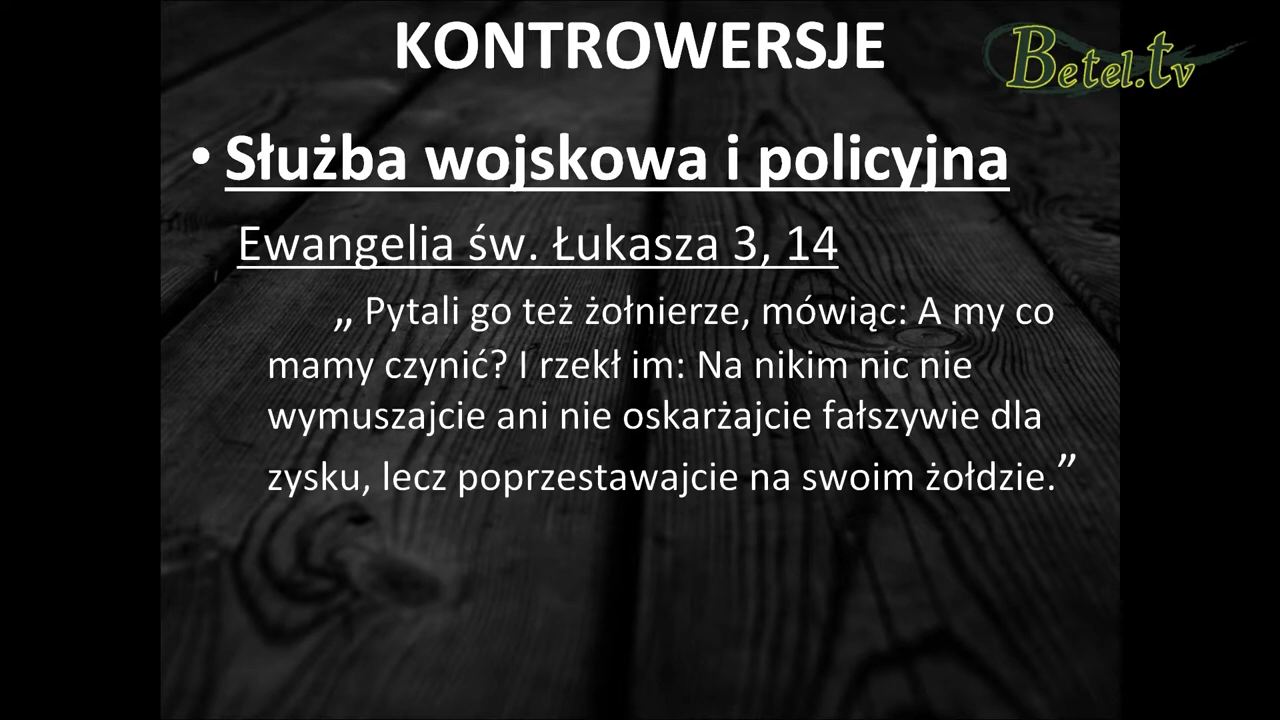 KONTROWERSJE
Betel.tv
• Służba wojskowa i policyjna
Ewangelia św. Łukasza 3, 14
„ Pytali go też żołnierze, mówiąc: A my co
mamy czynić? I rzekł im: Na nikim nic nie
wymuszajcie ani nie oskarżajcie fałszywie dla
zysku, lecz poprzestawajcie na swoim żołdzie.”